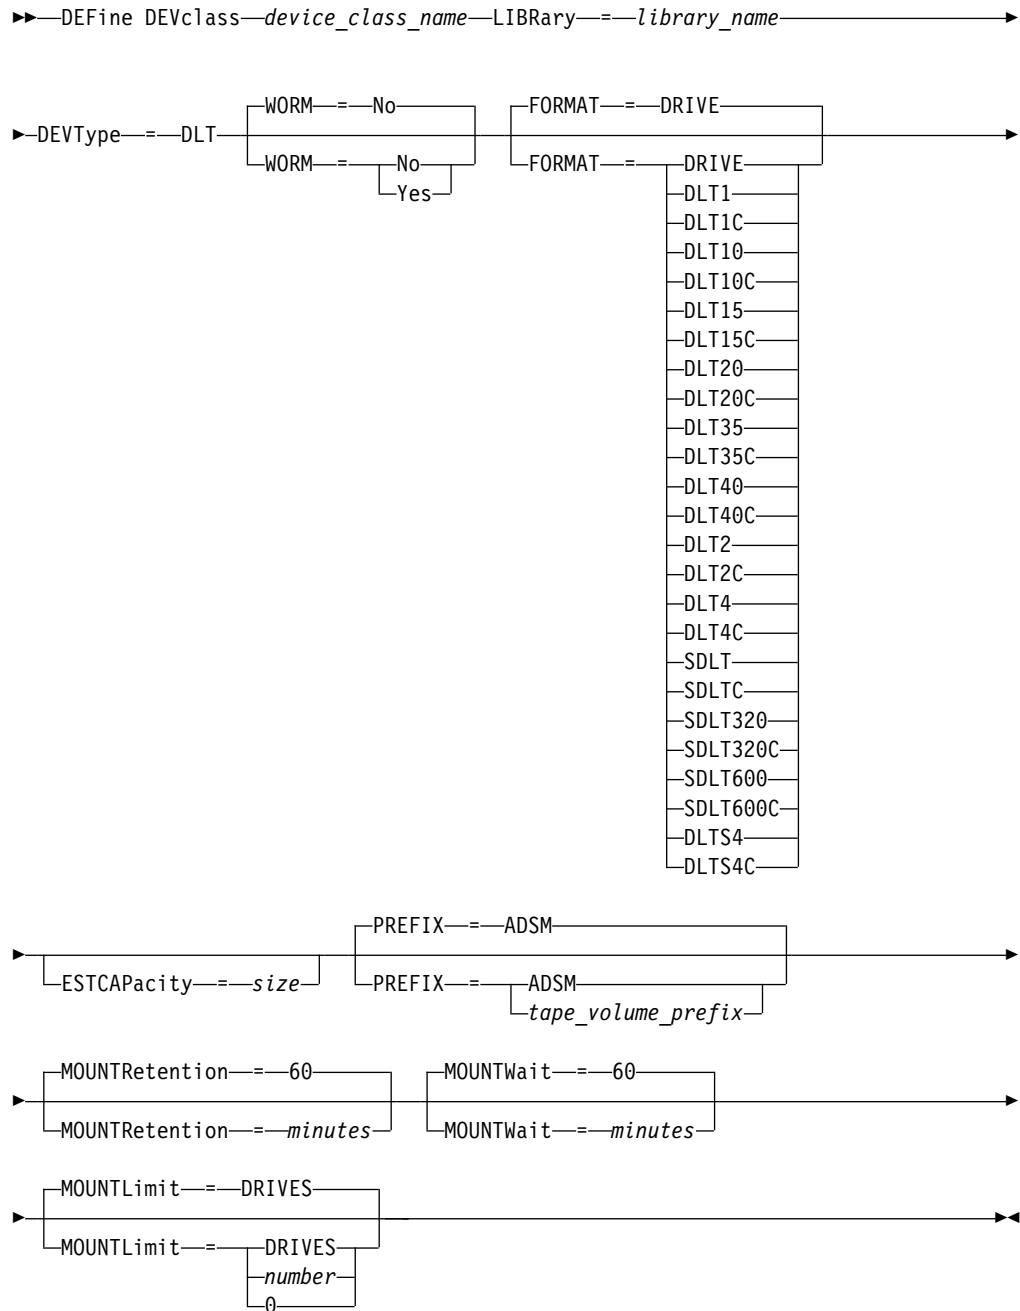 DEFine DEVclass device_class_name LIBRary = library_name
WORM = No FORMAT = DRIVE
DEVType = DLT
WORM = No FORMAT = DRIVE
Yes DLT1
DLT1C
DLT10
DLT10C
DLT15
DLT15C
DLT20
DLT20C
DLT35
DLT35C
DLT40
DLT40C
DLT2
DLT2C
DLT4
DLT4C
SDLT
SDLTC
SDLT320
SDLT320C
SDLT600
SDLT600C
DLTS4
DLTS4C
PREFIX = ADSM
ESTCAPacity = size PREFIX = ADSM
tape_volume_prefix
MOUNTRetention = 60 MOUNTWait = 60
MOUNTRetention = minutes MOUNTWait = minutes
MOUNTLimit = DRIVES
MOUNTLimit = DRIVES
number
0